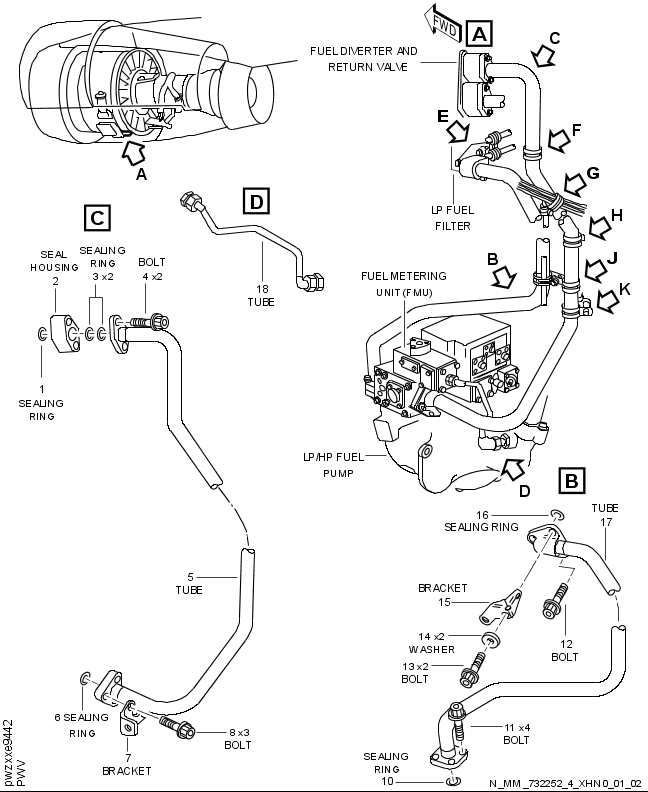 FWD
A
C
FUEL DIVERTER AND
RETURN VALVE
E
F
A
G
LP FUEL
FILTER
H
C
D
SEAL
HOUSING
2
SEALING
RING
3 x2
BOLT
4 x2
18
TUBE
B
J
K
FUEL METERING
UNIT (FMU)
1
SEALING
RING
LP/HP FUEL
PUMP
D
B
16
SEALING RING
TUBE
17
5
TUBE
BRACKET
15
14 x2
WASHER
12
BOLT
13 x2
BOLT
6 SEALING
RING
7
BRACKET
8 x3
BOLT
11 x4
BOLT
SEALING
RING
10
pwzxxe9442
PWV
N_MM_732252_4_XHN0_01_02